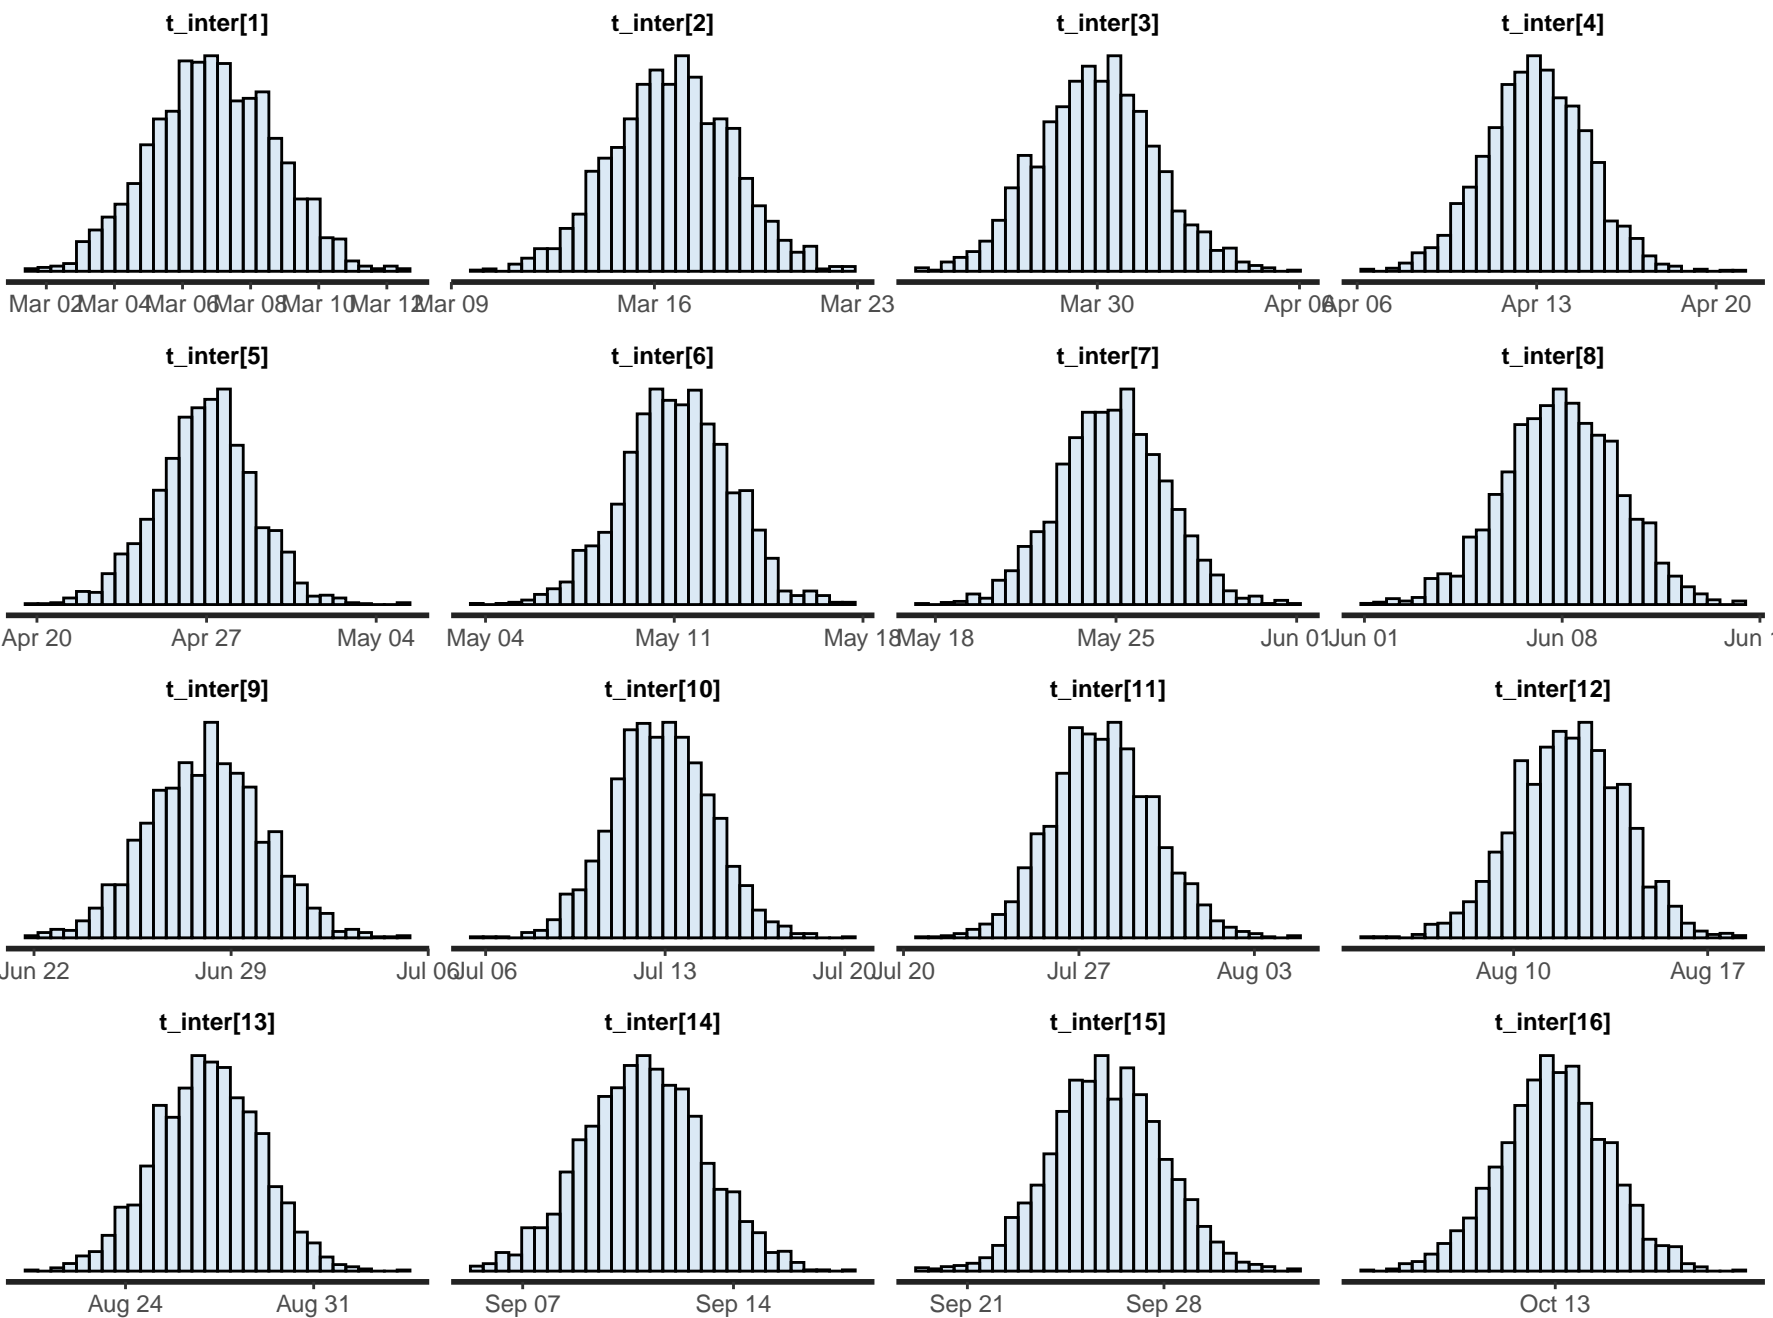 t_inter[1] t_inter[2] t_inter[3] t_inter[4]
Mar 02 Mar 04 Mar 06 Mar 08 Mar 10 Mar 12 Mar 09 Mar 16 Mar 23 Mar 30 Apr 06 Apr 06 Apr 13 Apr 20
t_inter[5] t_inter[6] t_inter[7] t_inter[8]
Apr 20 Apr 27 May 04 May 04 May 11 May 18 May 18 May 25 Jun 01 Jun 01 Jun 08 Jun
t_inter[9] t_inter[10] t_inter[11] t_inter[12]
Jun 22 Jun 29 Jul 06 Jul 06 Jul 13 Jul 20 Jul 20 Jul 27 Aug 03 Aug 10 Aug 17
t_inter[13] t_inter[14] t_inter[15] t_inter[16]
Aug 24 Aug 31 Sep 07 Sep 14 Sep 21 Sep 28 Oct 13